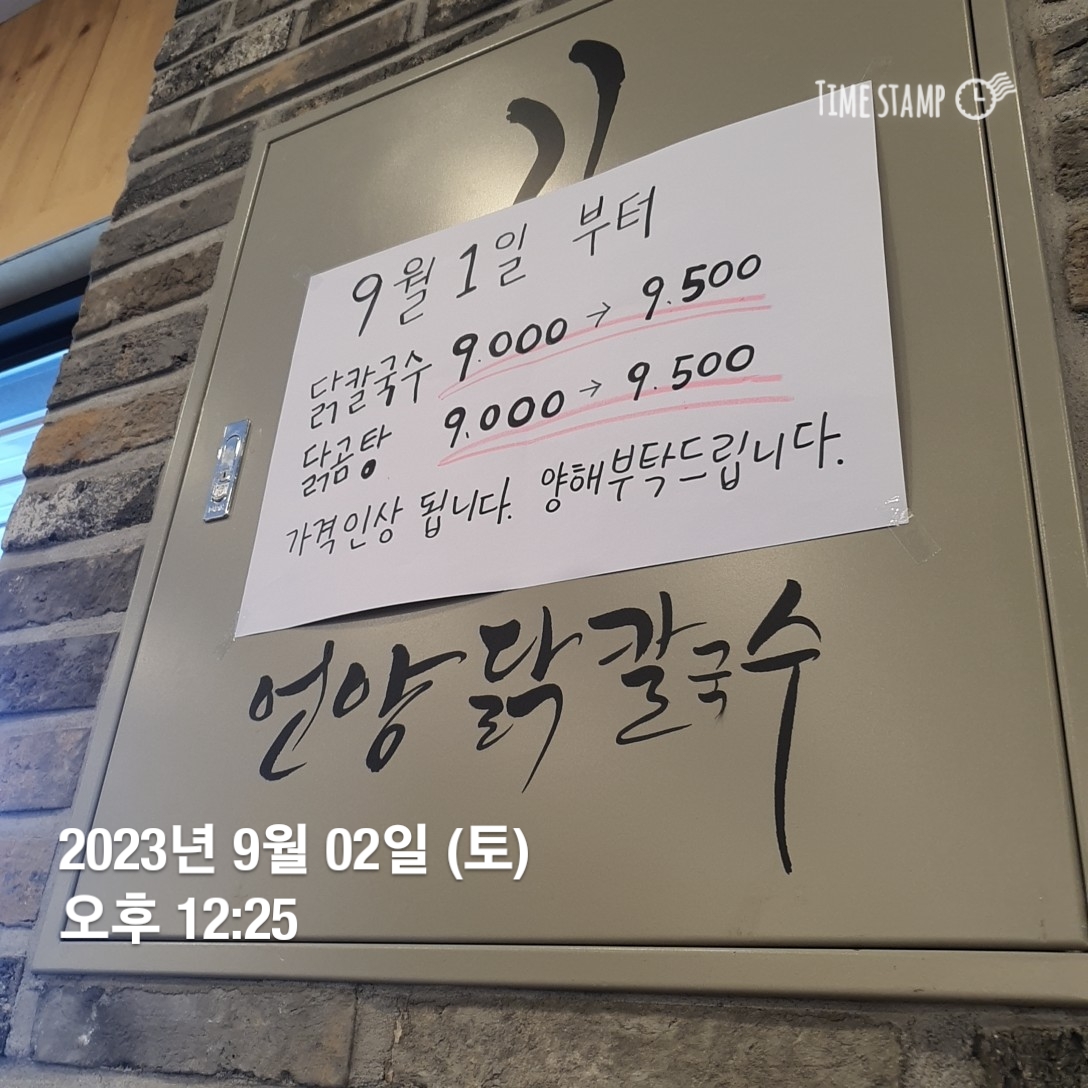 TIME STAMP
9월 1일 부터
닭칼국수 9.000 → 9.500
닭곰탕 9.000 → 9.500
가격인상 됩니다. 양해부탁드립니다.
언양닭칼국수
2023년 9월 02일 (토)
오후 12:25